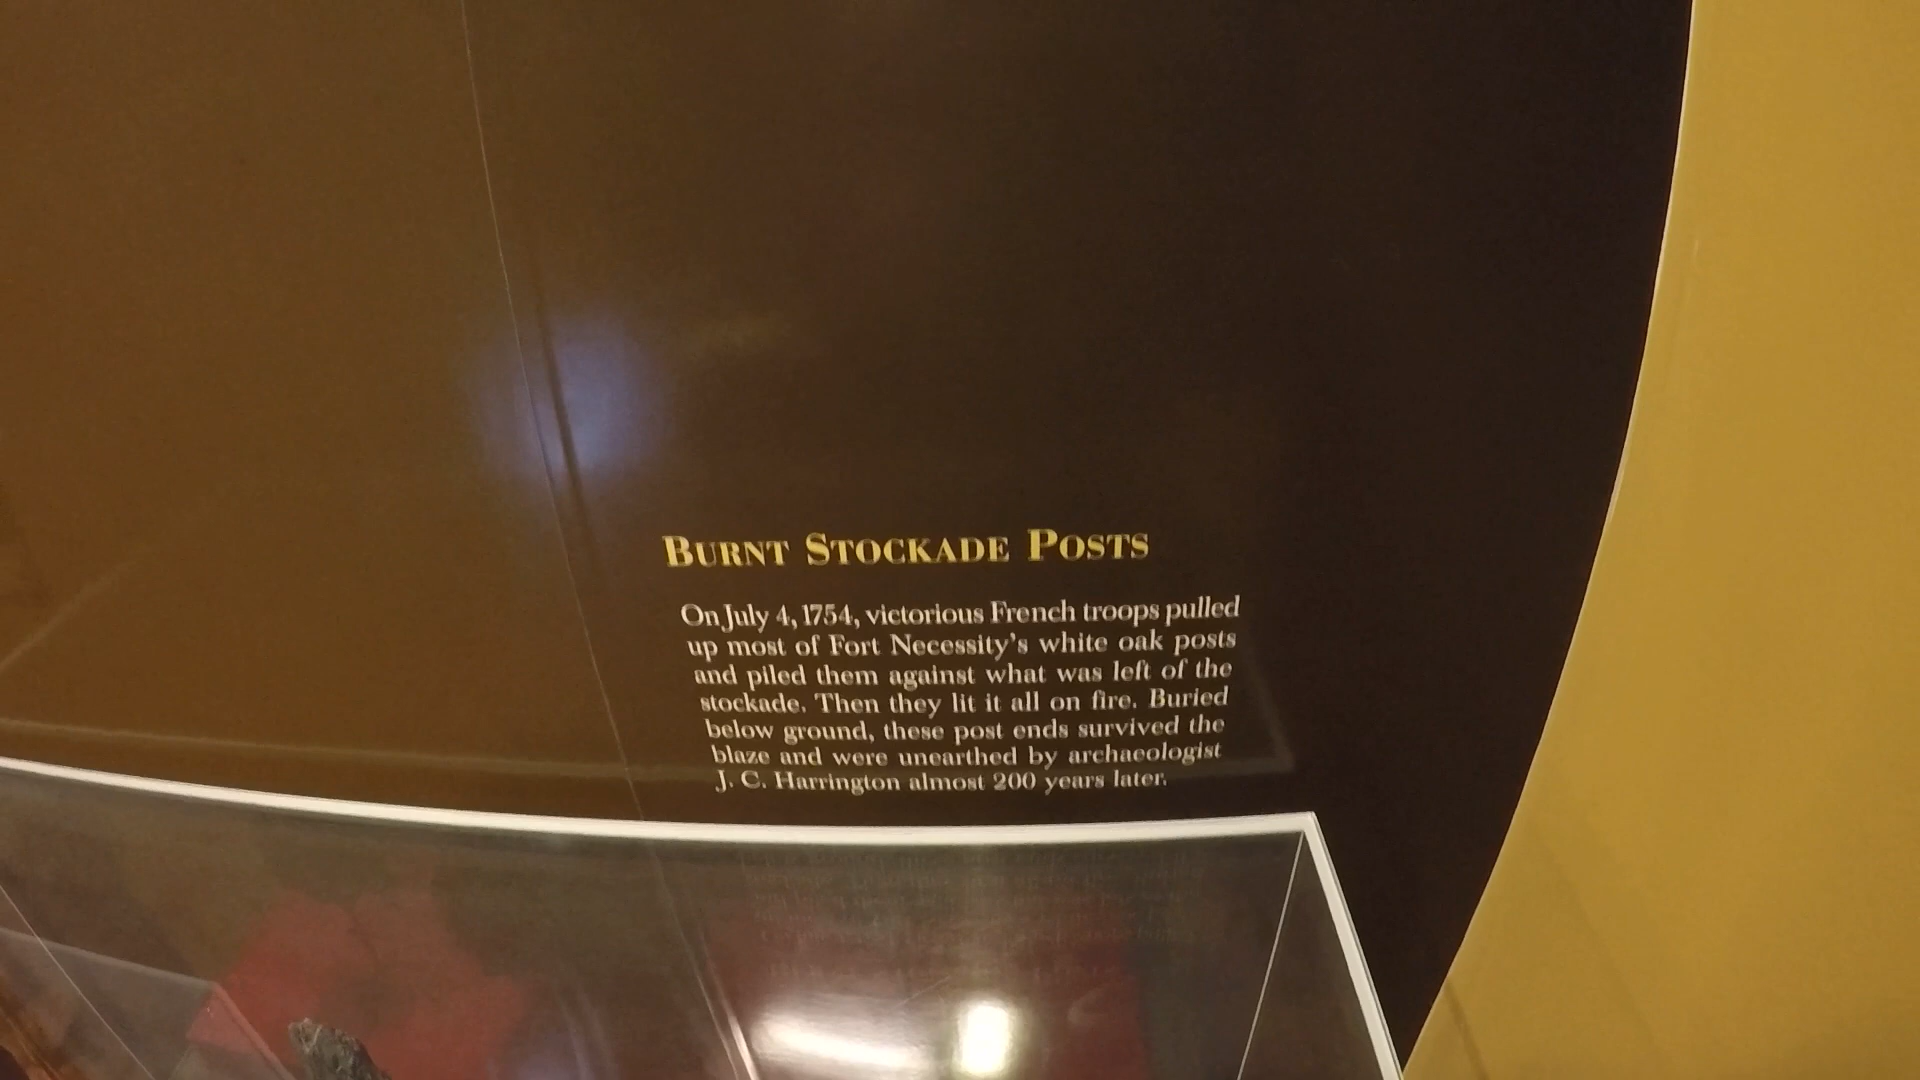 BURNT STOCKADE POSTS
On July 4, 1754, victorious French troops pulled
up most of Fort Necessity's white oak posts
and piled them against what was left of the
stockade. Then they lit it all on fire. Buried
below ground, these post ends survived the
blaze and were unearthed by archaeologist
J. C. Harrington almost 200 years later.